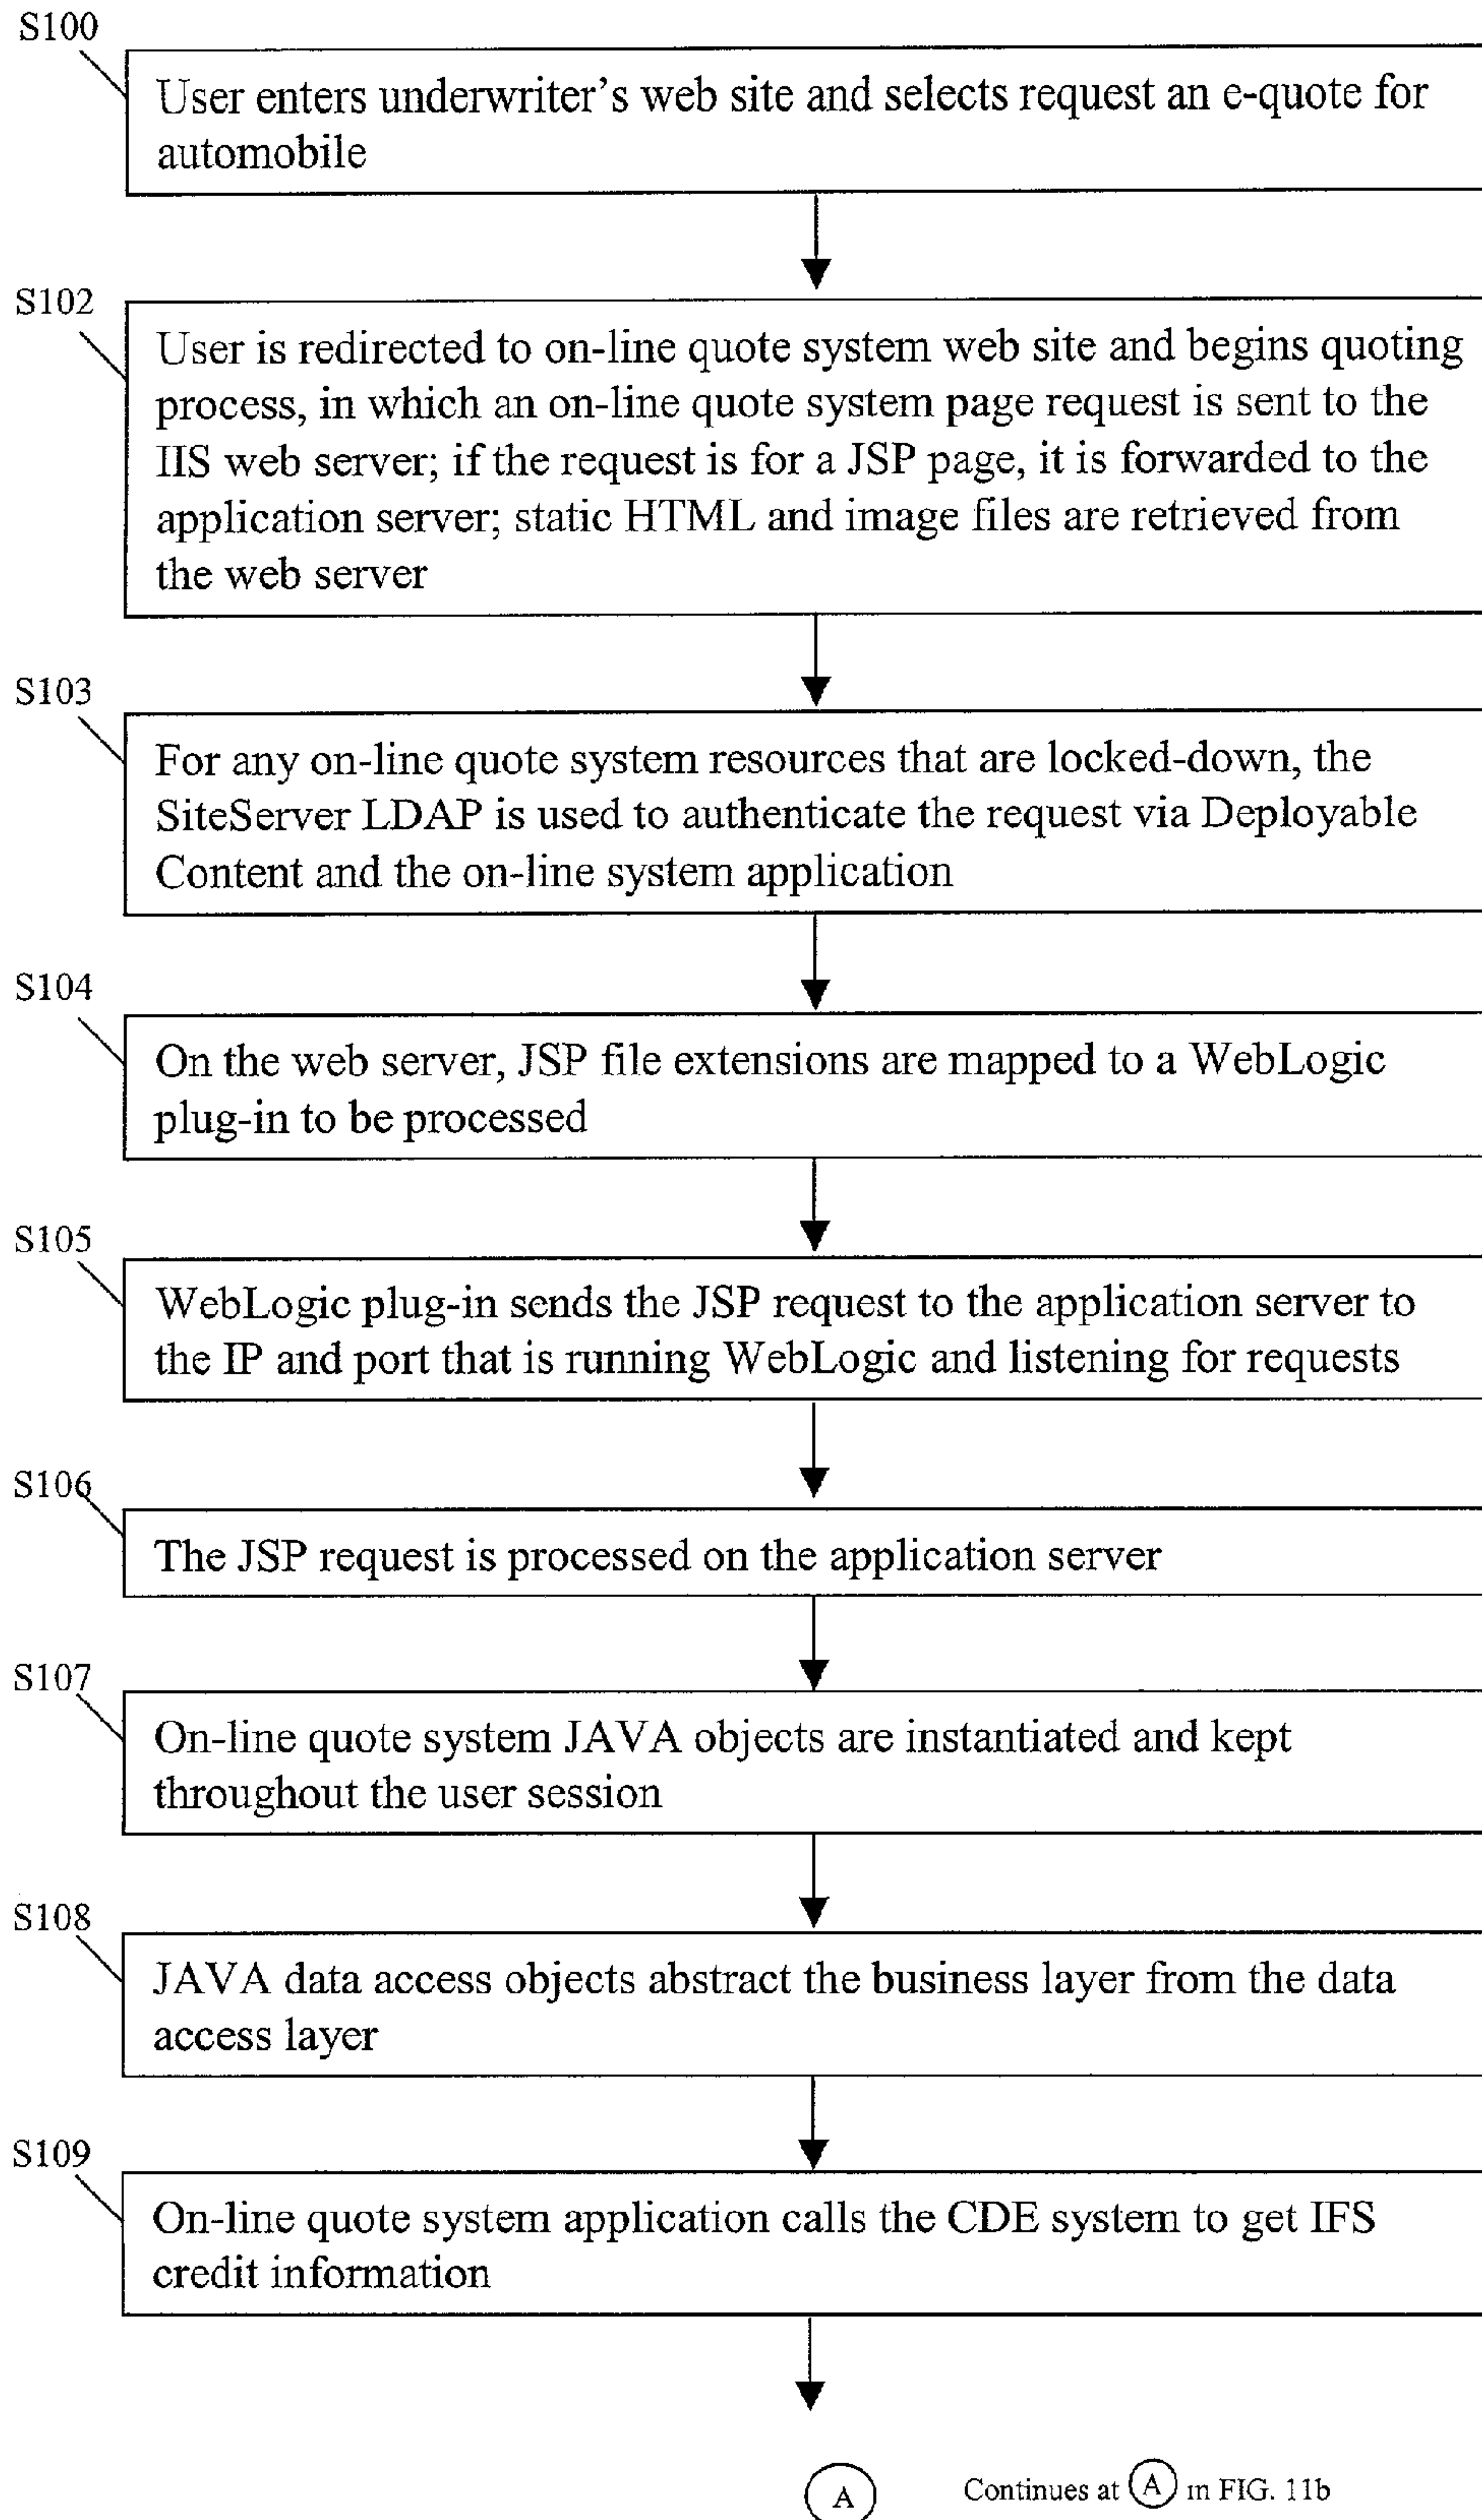 S100
User enters underwriter's web site and selects request an e-quote for
automobile
S102
User is redirected to on-line quote system web site and begins quoting
process, in which an on-line quote system page request is sent to the
IIS web server; if the request is for a JSP page, it is forwarded to the
application server; static HTML and image files are retrieved from
the web server
S103
For any on-line quote system resources that are locked-down, the
SiteServer LDAP is used to authenticate the request via Deployable
Content and the on-line system application
S104
On the web server, JSP file extensions are mapped to a WebLogic
plug-in to be processed
S105
WebLogic plug-in sends the JSP request to the application server to
the IP and port that is running WebLogic and listening for requests
S106
The JSP request is processed on the application server
S107
On-line quote system JAVA objects are instantiated and kept
throughout the user session
S108
JAVA data access objects abstract the business layer from the data
access layer
S109
On-line quote system application calls the CDE system to get IFS
credit information
A
Continues at A in FIG. 11b